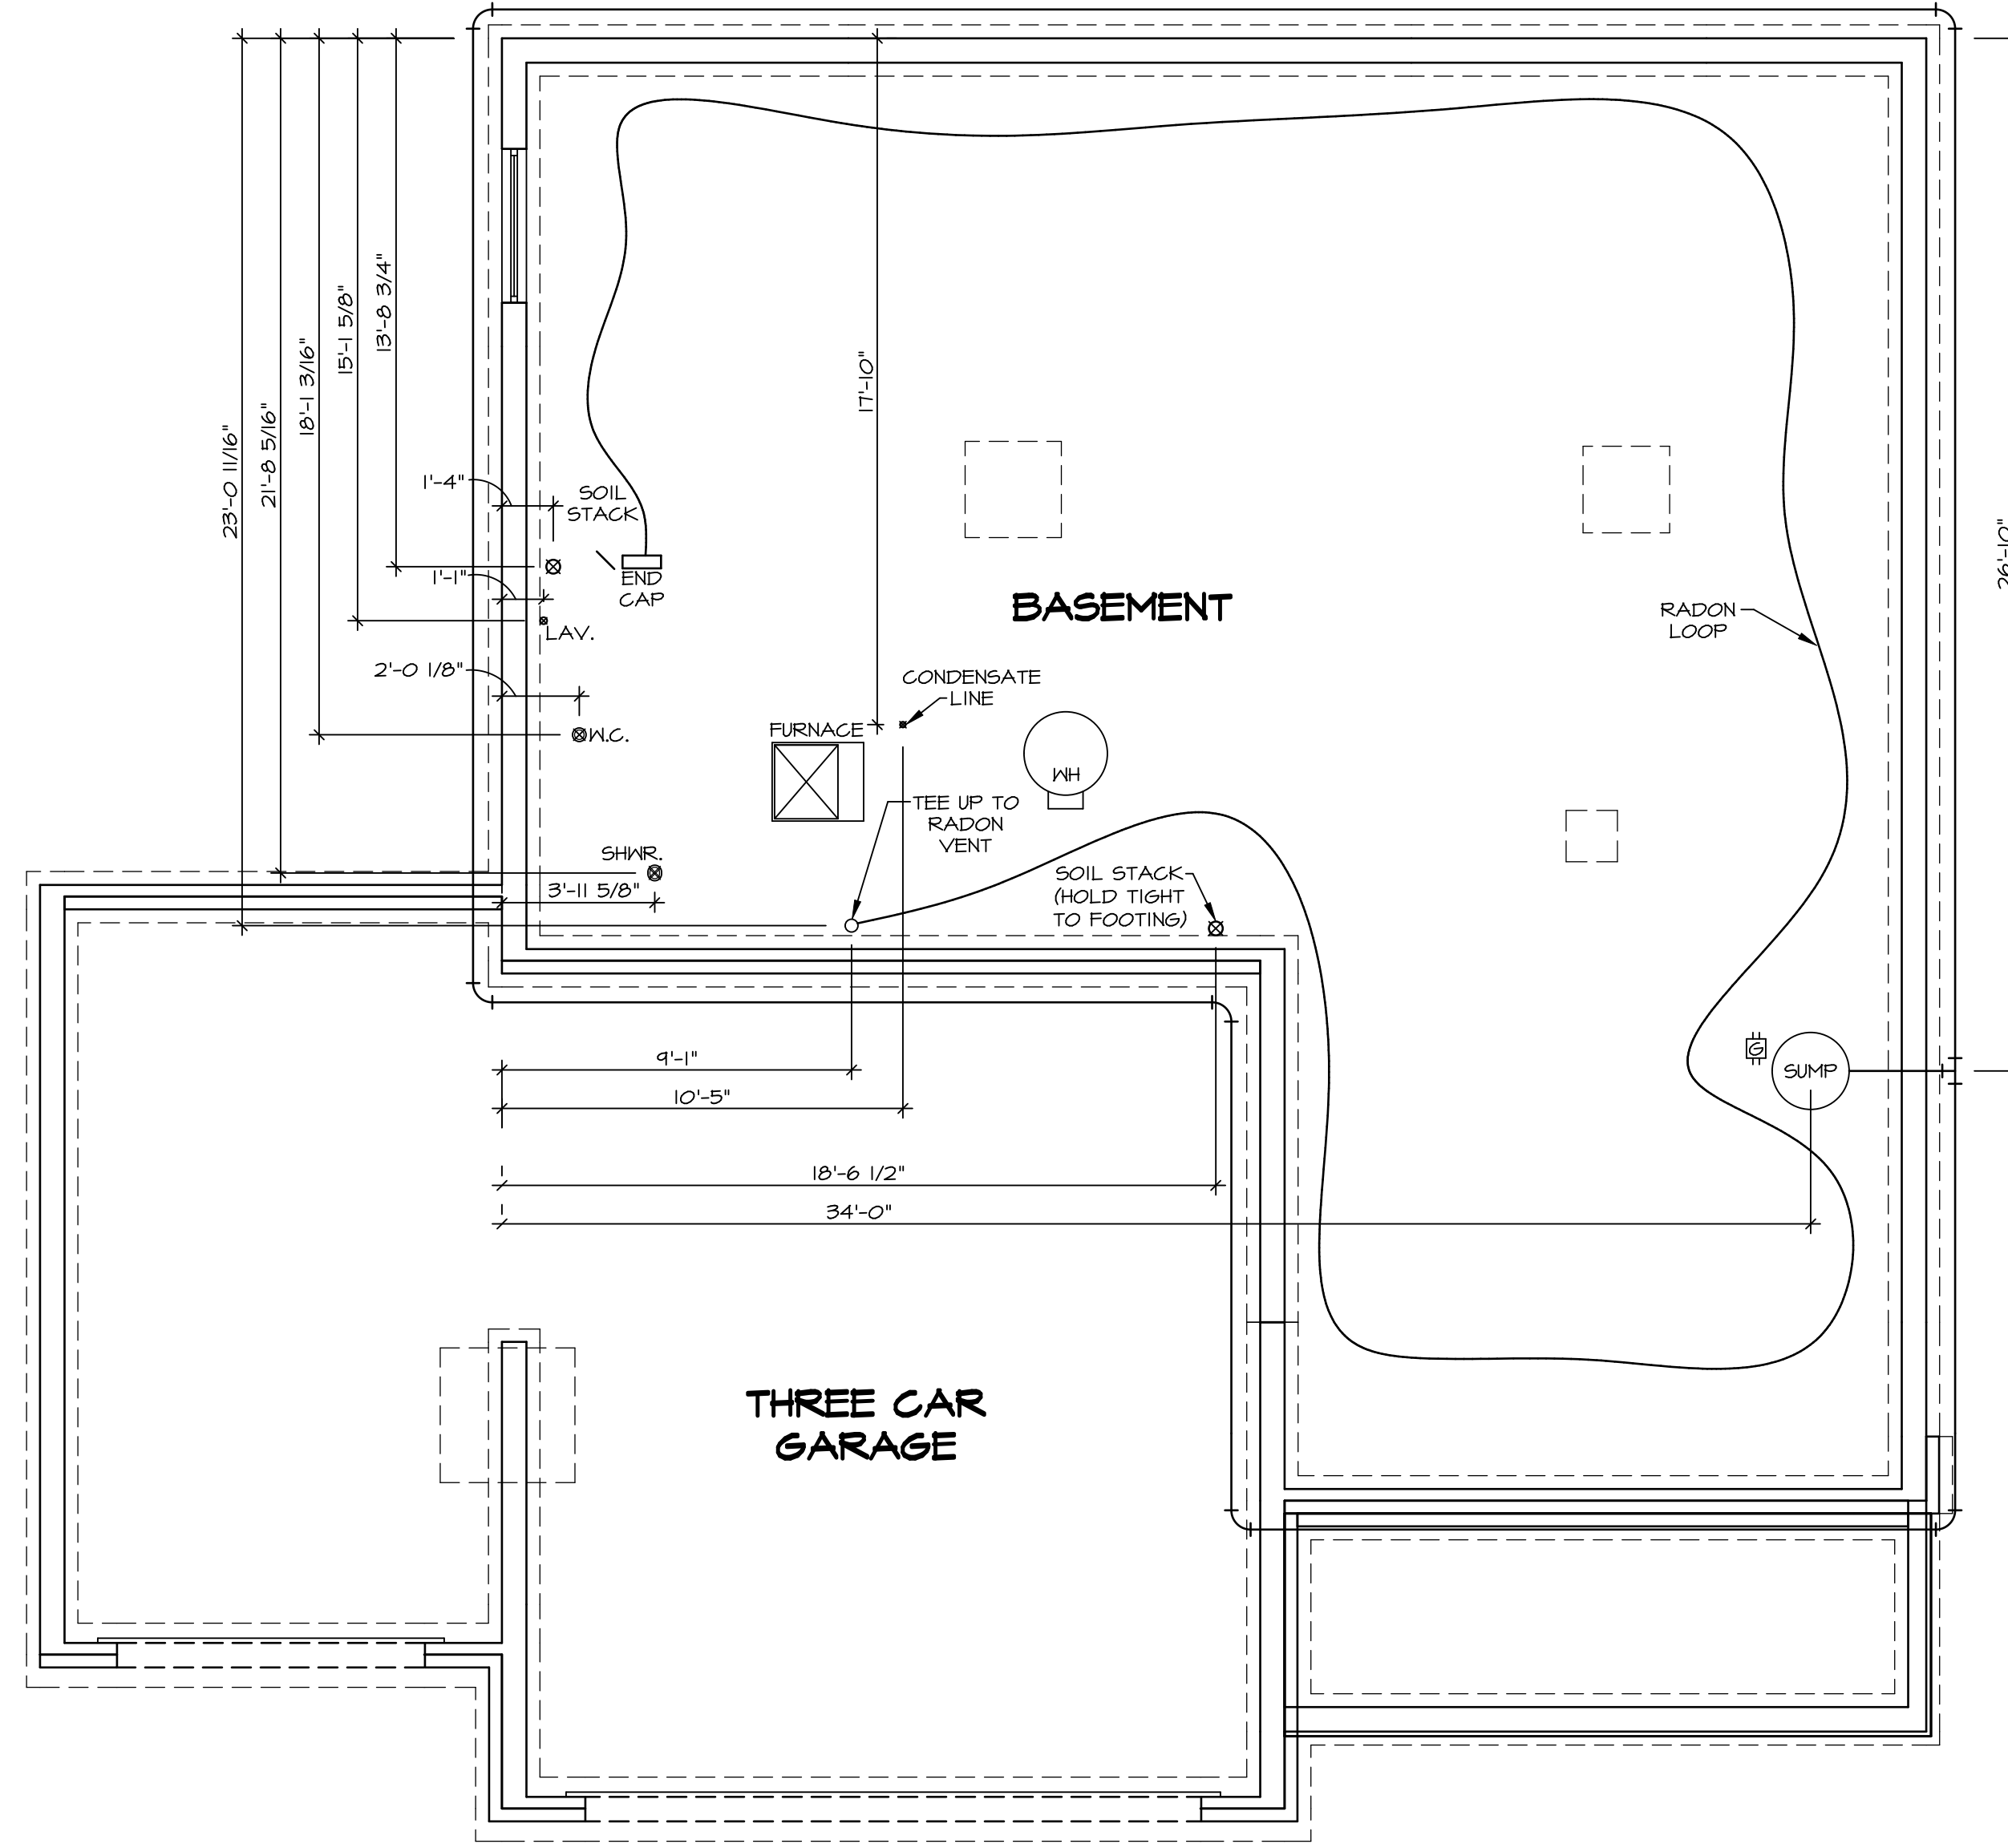 13'-8 3/4"
15'-1 5/8"
18'-1 3/16"
21'-8 5/16"
23'-0 11/16"
17'-10"
26'-10"
1'-4"
SOIL
STACK
END
CAP
1'-1"
LAV.
BASEMENT
RADON
LOOP
2'-0 1/8"
CONDENSATE
LINE
W.C.
FURNACE
WH
TEE UP TO
RADON
VENT
SHWR.
3'-11 5/8"
SOIL STACK
(HOLD TIGHT
TO FOOTING)
9'-1"
G
SUMP
10'-5"
18'-6 1/2"
34'-0"
THREE CAR
GARAGE